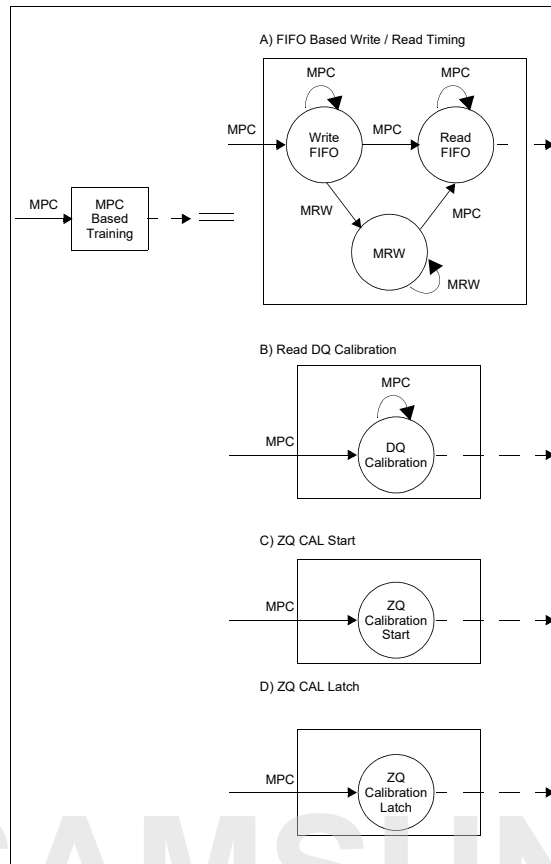 A) FIFO Based Write / Read Timing
MPC
MPC
MPC
Write
FIFO
MPC
Read
FIFO
MPC
MPC
Based
Training
MRW
MPC
MRW
MRW
B) Read DQ Calibration
MPC
MPC
DQ
Calibration
C) ZQ CAL Start
MPC
ZQ
Calibration
Start
D) ZQ CAL Latch
MPC
ZQ
Calibration
Latch